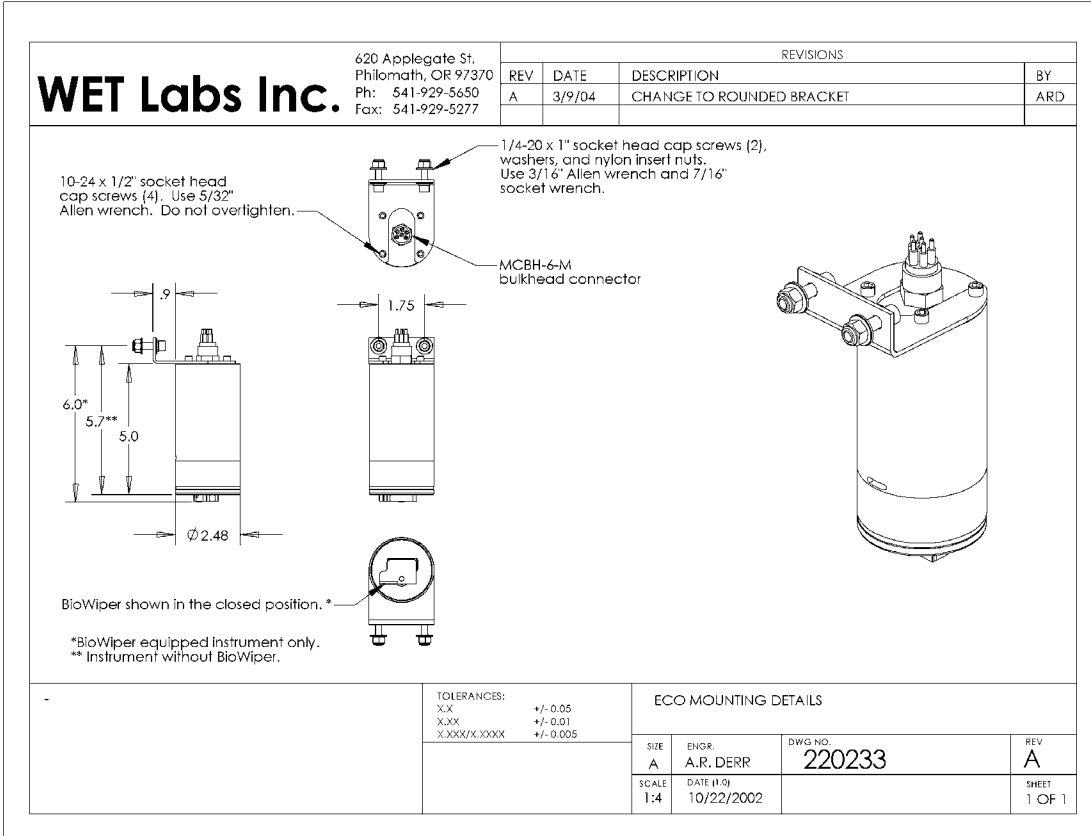 WET Labs Inc.
620 Applegate St.
Philomath, OR 97370
Ph: 541-929-5650
Fax: 541-929-5277
REVISIONS
REV DATE DESCRIPTION BY
A 3/9/04 CHANGE TO ROUNDED BRACKET ARD
1/4-20 x 1" socket head cap screws (2),
washers, and nylon insert nuts.
Use 3/16" Allen wrench and 7/16"
socket wrench.
10-24 x 1/2" socket head
cap screws (4). Use 5/32"
Allen wrench. Do not overtighten.
MCBH-6-M
bulkhead connector
.9
1.75
6.0*
5.7**
5.0
Ø2.48
BioWiper shown in the closed position. *
*BioWiper equipped instrument only.
** Instrument without BioWiper.
-
TOLERANCES:
X.X +/- 0.05
X.XX +/- 0.01
X.XXX/X.XXXX +/- 0.005
ECO MOUNTING DETAILS
SIZE ENGR. DWG NO. REV
A A.R. DERR 220233 A
SCALE DATE (1.0) SHEET
1:4 10/22/2002 1 OF 1